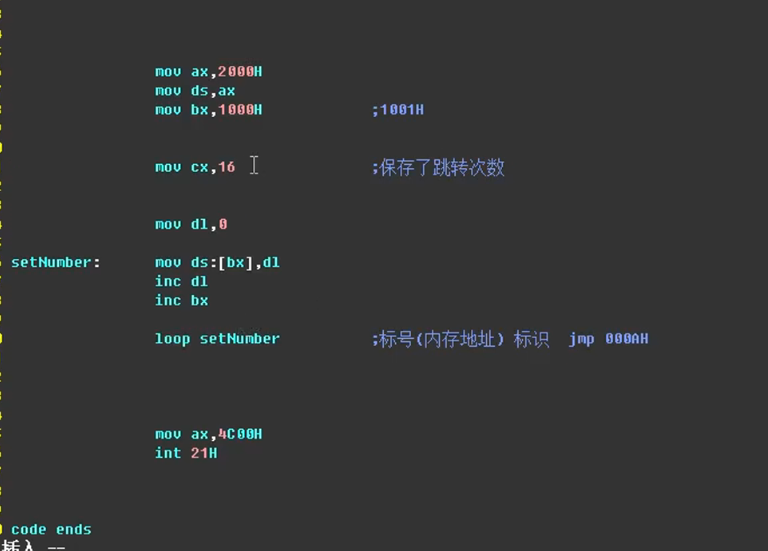 mov ax,2000H
mov ds,ax
mov bx,1000H ;1001H
mov cx,16 ;保存了跳转次数
mov dl,0
setNumber: mov ds:[bx],dl
inc dl
inc bx
loop setNumber ;标号(内存地址) 标识 jmp 000AH
mov ax,4C00H
int 21H
code ends
插入 --